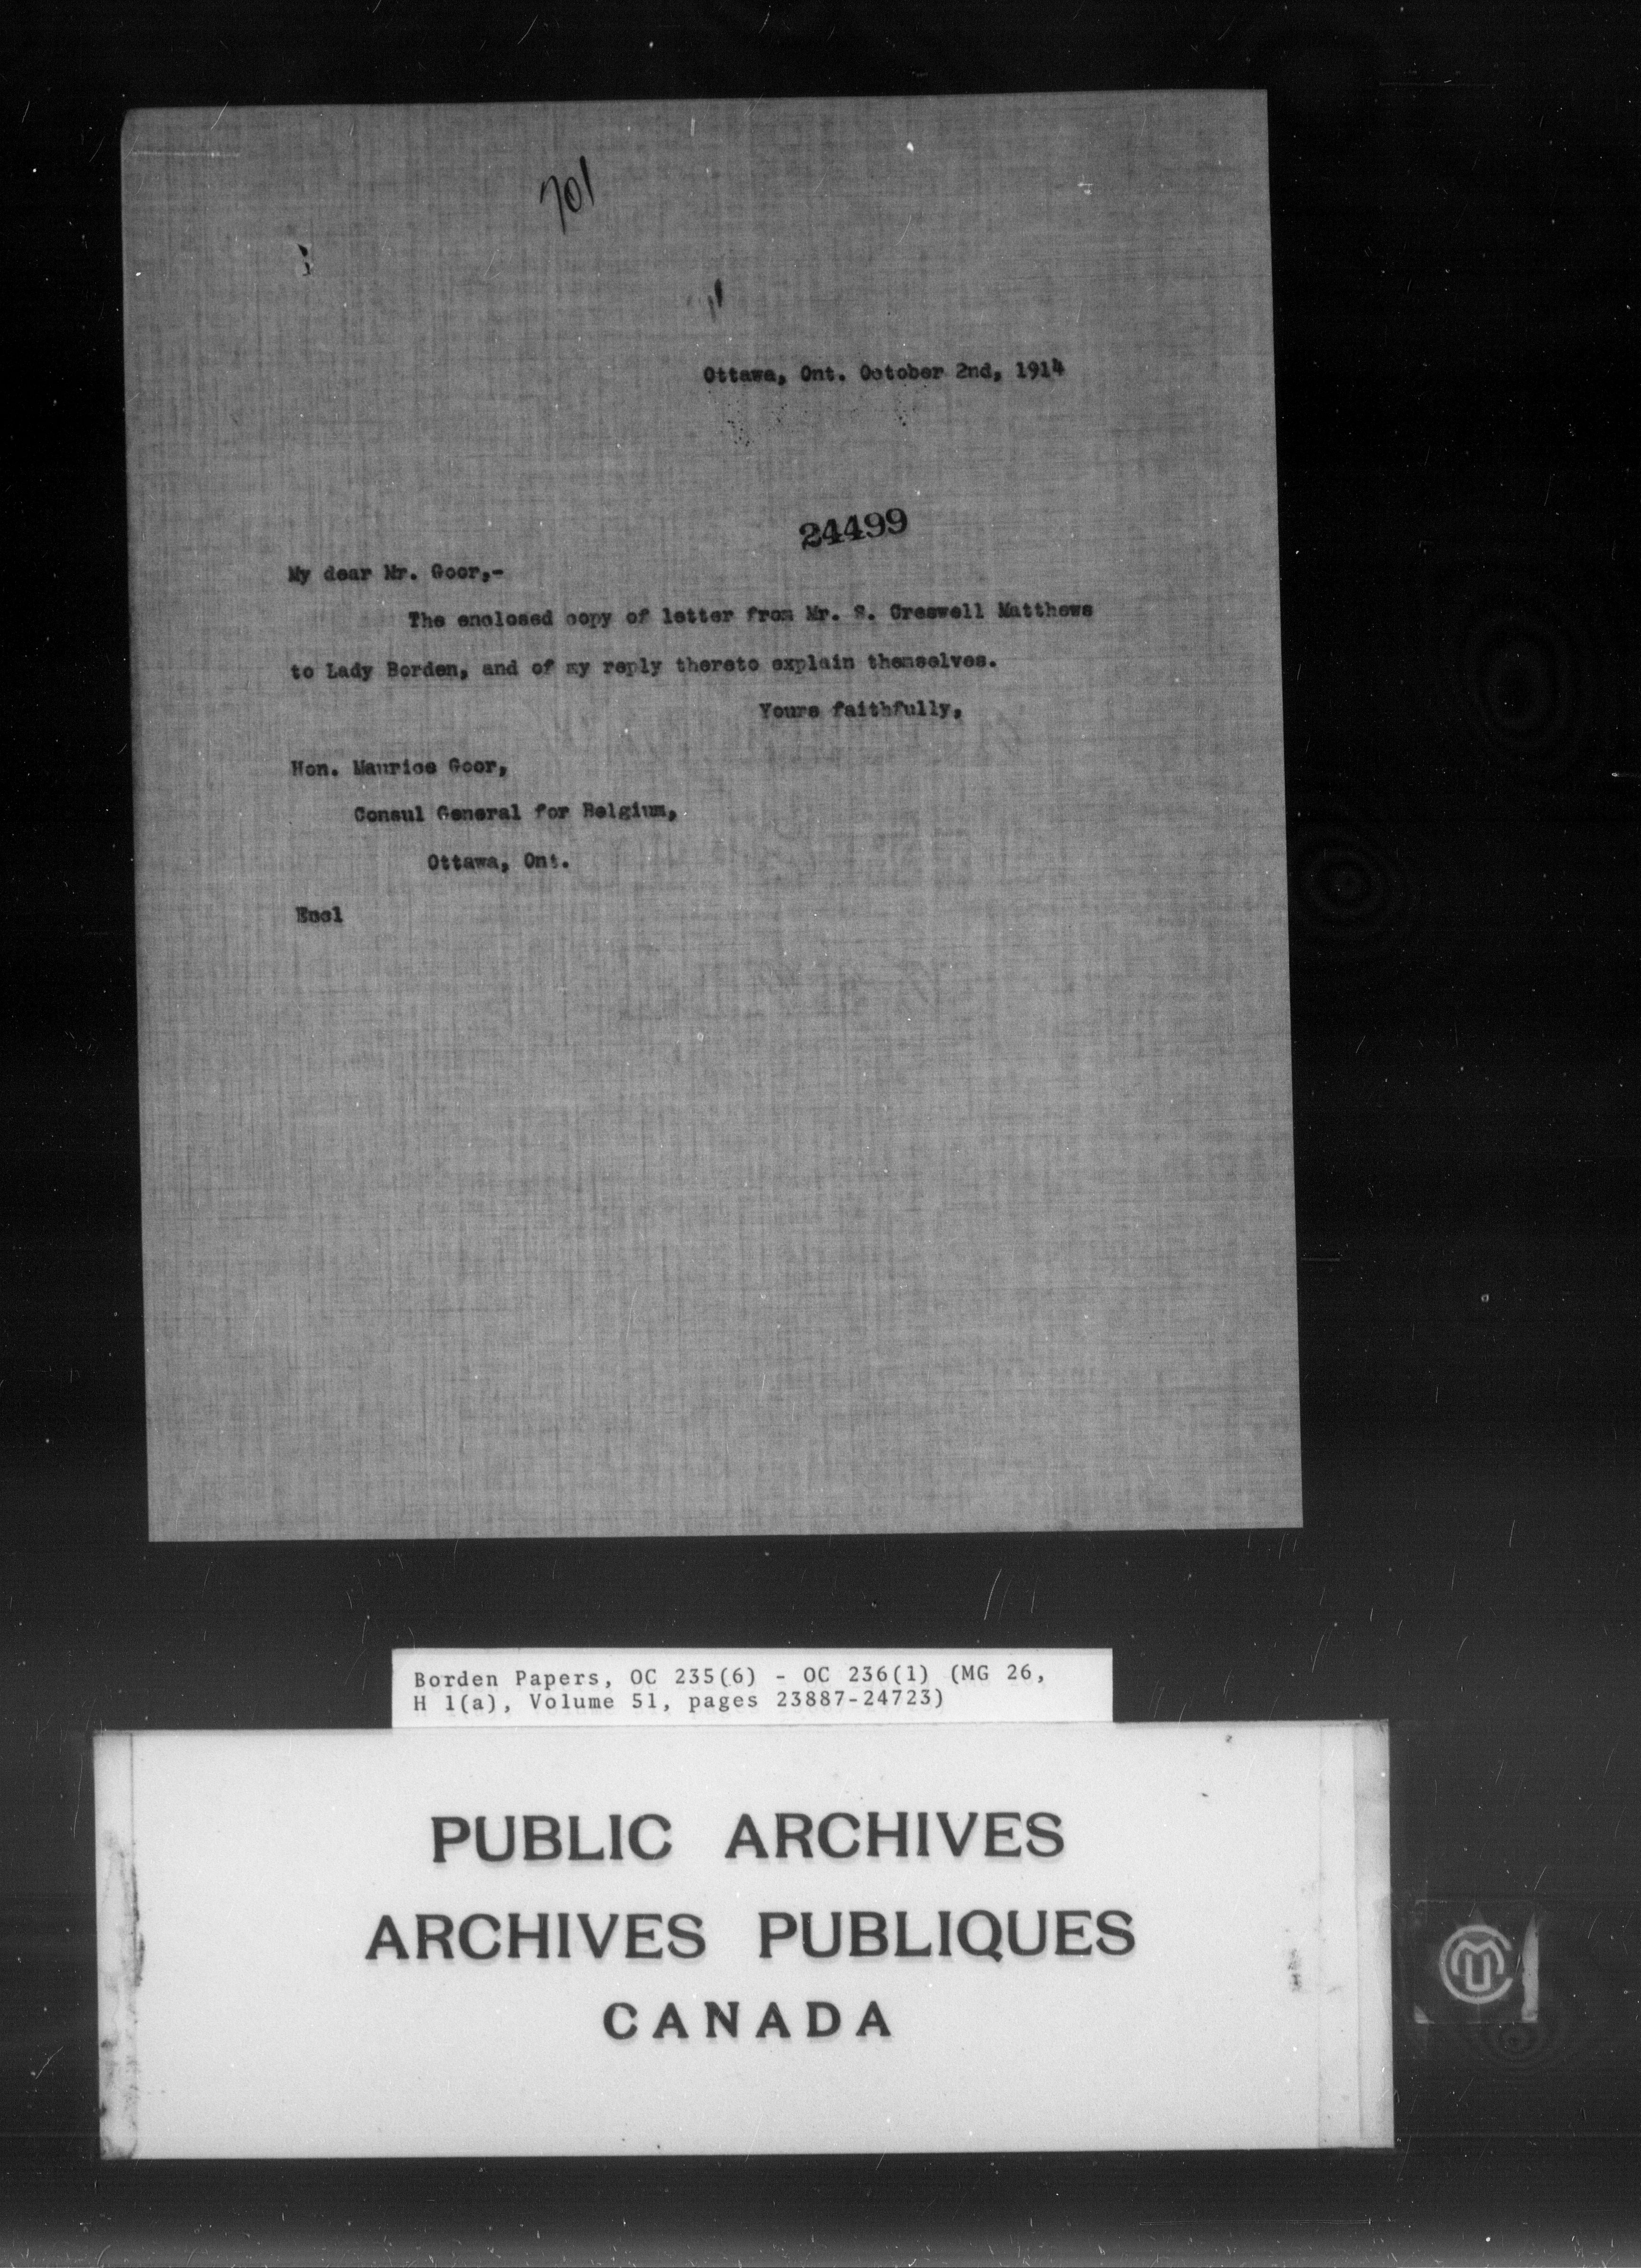 701
Ottawa, Ont. October 2nd, 1914
24499
My dear Mr. Goor,-
The enclosed copy of letter from Mr. S. Creswell Matthews
to Lady Borden, and of my reply thereto explain themselves.
Yours faithfully,
Hon. Maurice Goor,
Consul General for Belgium,
Ottawa, Ont.
Encl
Borden Papers, OC 235(6) - OC 236(1) (MG 26,
H 1(a), Volume 51, pages 23887-24723)
PUBLIC ARCHIVES
ARCHIVES PUBLIQUES
CANADA